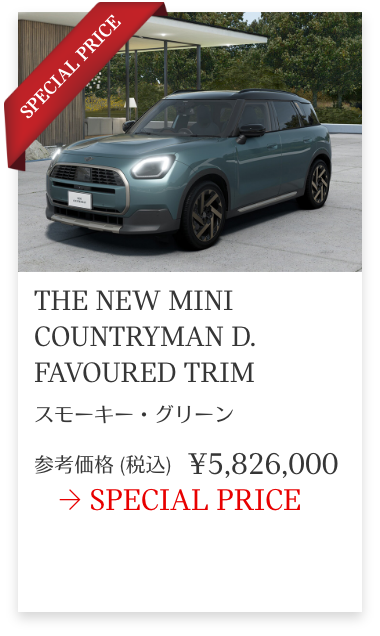 SPECIAL PRICE
THE NEW MINI
COUNTRYMAN D.
FAVOURED TRIM
スモーキー・グリーン
参考価格 (税込) ¥5,826,000
→ SPECIAL PRICE